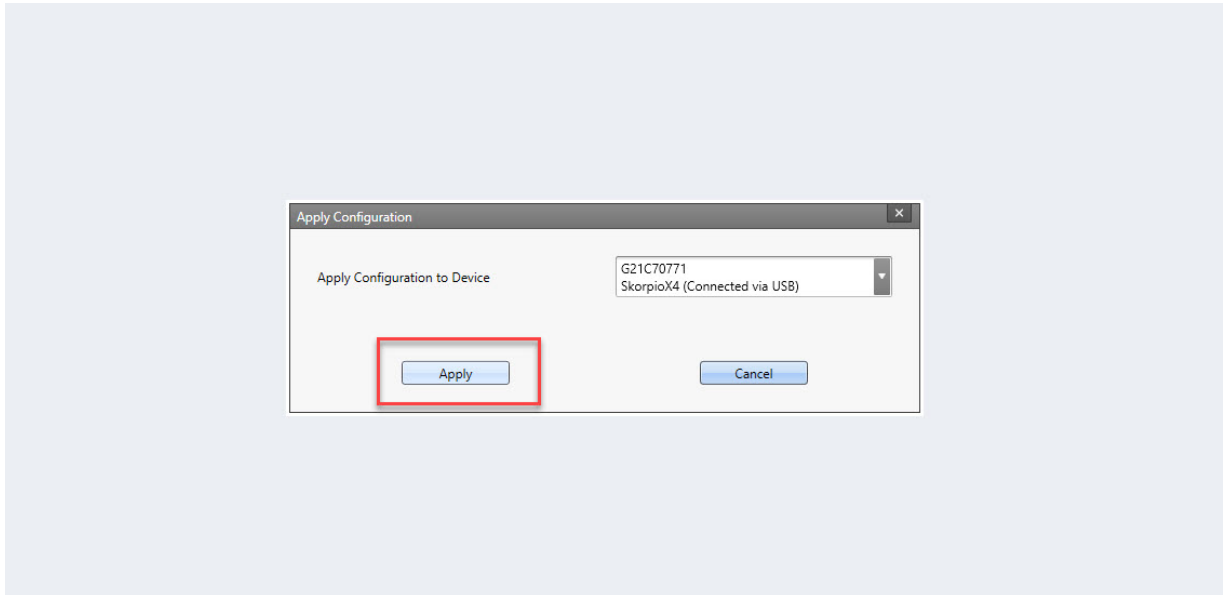 Apply Configuration
Apply Configuration to Device
G21C70771
SkorpioX4 (Connected via USB)
Apply
Cancel